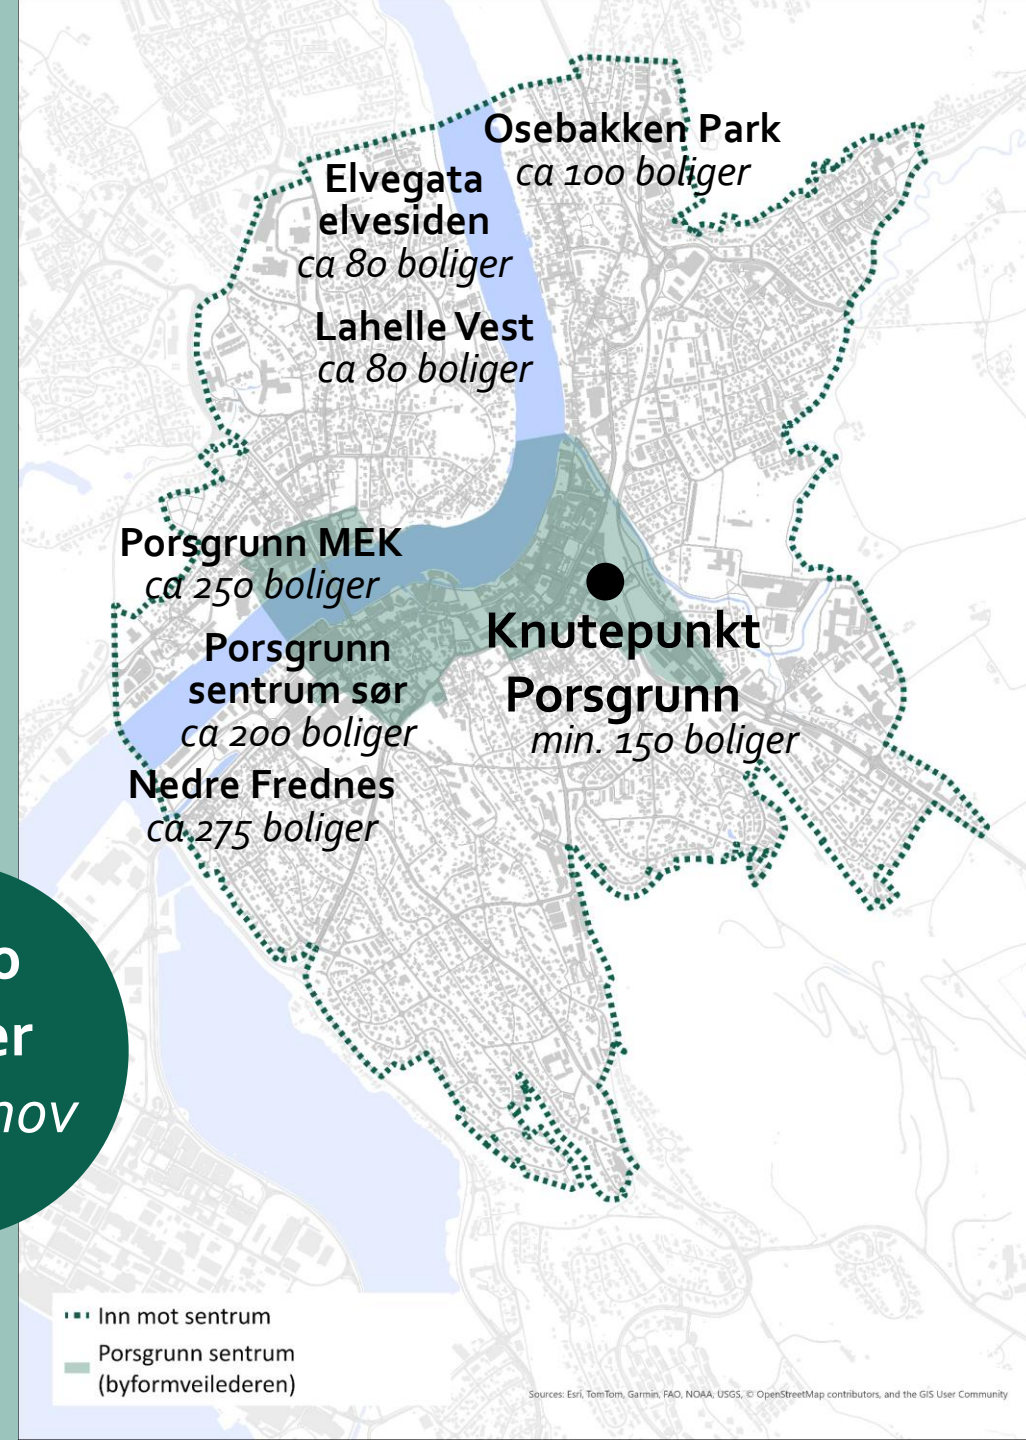 Osebakken Park
ca 100 boliger
Elvegata
elvesiden
ca 80 boliger
Lahelle Vest
ca 80 boliger
Porsgrunn MEK
ca 250 boliger
Porsgrunn
sentrum sør
ca 200 boliger
Nedre Frednes
ca 275 boliger
Knutepunkt
Porsgrunn
min. 150 boliger
Inn mot sentrum
Porsgrunn sentrum
(byformveilederen)
Sources: Esri, TomTom, Garmin, FAO, NOAA, USGS, © OpenStreetMap contributors, and the GIS User Community